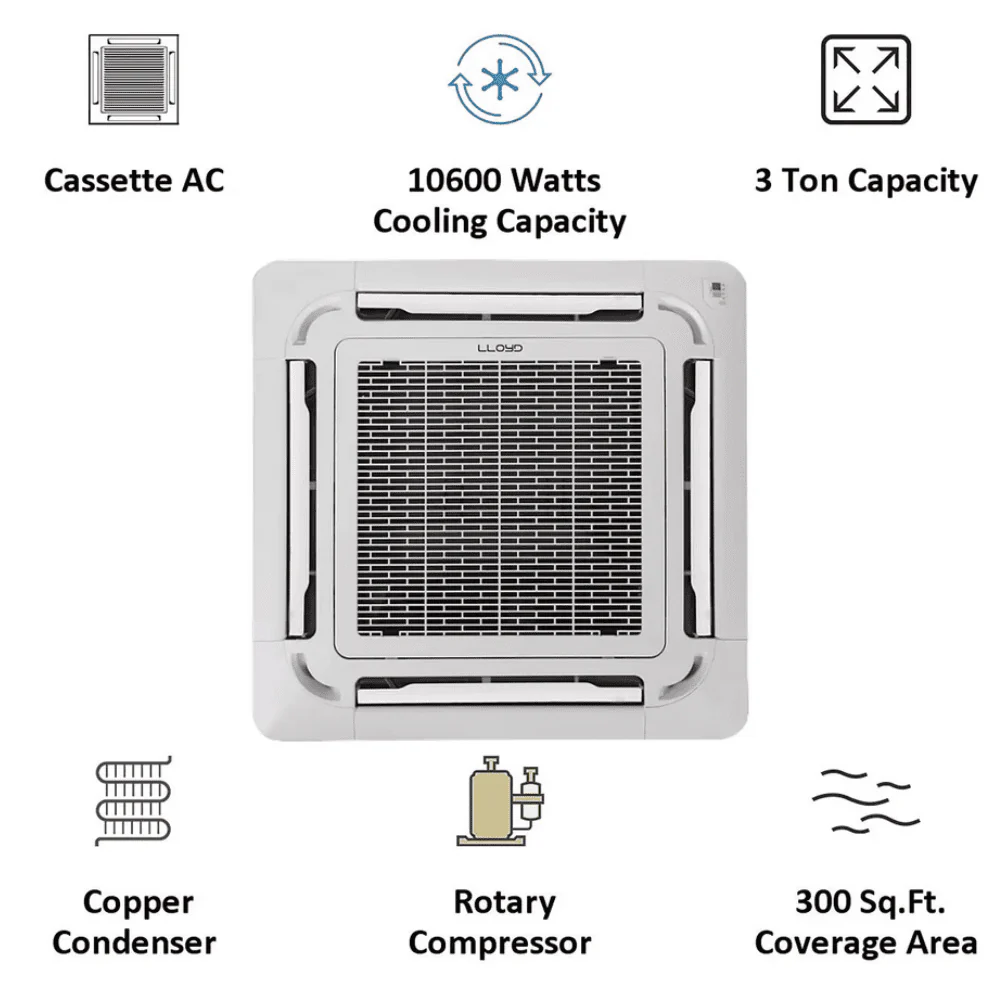 Cassette AC
10600 Watts
Cooling Capacity
3 Ton Capacity
LLOYD
Copper
Condenser
Rotary
Compressor
300 Sq.Ft.
Coverage Area